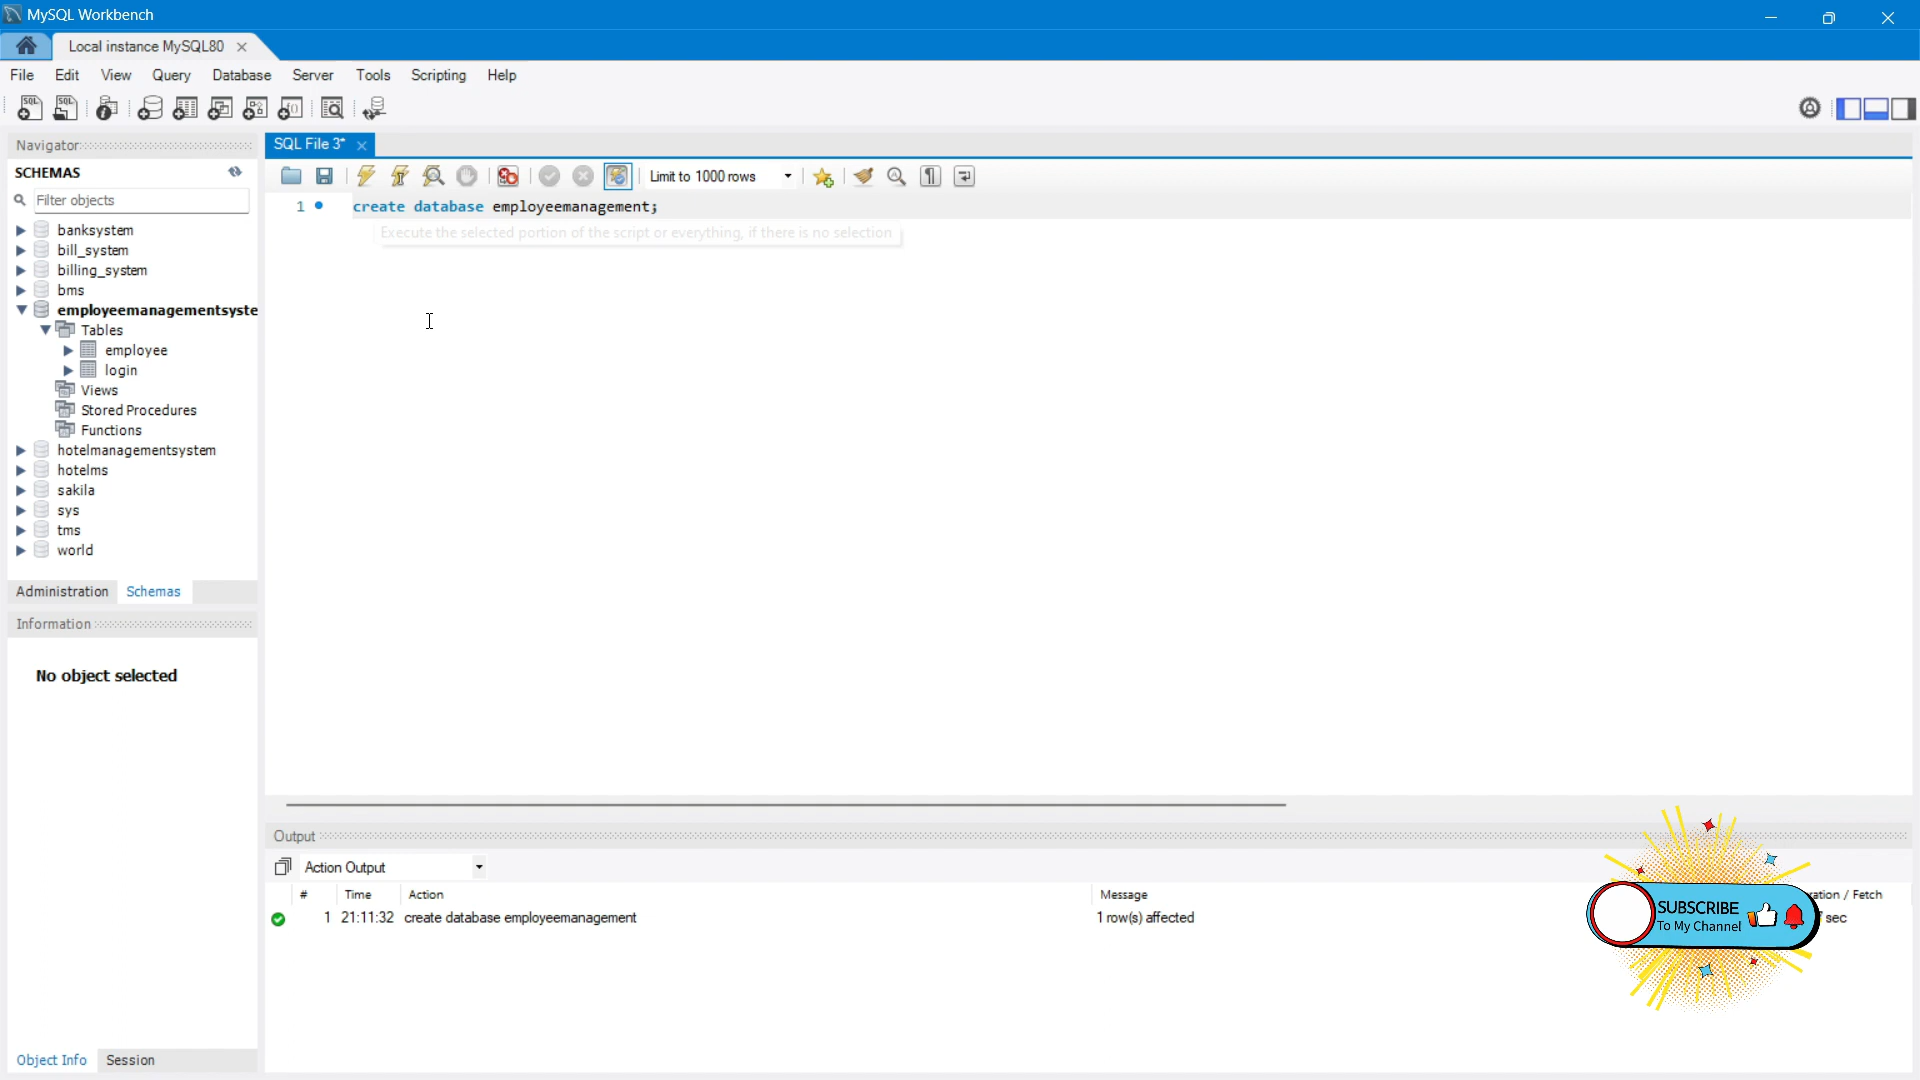 MySQL Workbench
Local instance MySQL80
File Edit View Query Database Server Tools Scripting Help
Navigator
SQL File 3*
SCHEMAS
Limit to 1000 rows
Filter objects
1 create database employeemanagement;
Execute the selected portion of the script or everything, if there is no selection
banksystem
bill_system
billing_system
bms
employeemanagementsyste
Tables
employee
login
Views
Stored Procedures
Functions
hotelmanagementsystem
hotelms
sakila
sys
tms
world
Administration Schemas
Information
No object selected
Output
Action Output
# Time Action Message / Fetch
1 21:11:32 create database employeemanagement 1 row(s) affected sec
SUBSCRIBE
To My Channel
Object Info Session